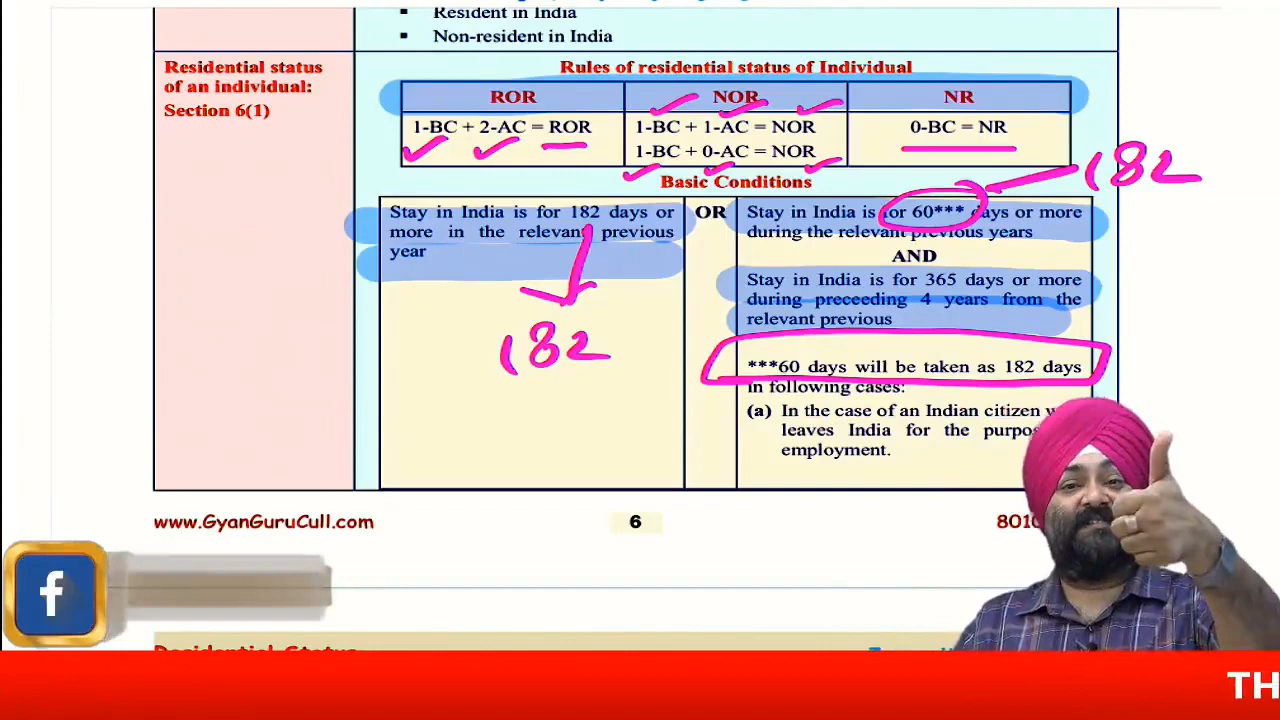 Resident in India
Non-resident in India
Residential status of an individual: Section 6(1)
Rules of residential status of Individual
ROR NOR NR
1-BC + 2-AC = ROR 1-BC + 1-AC = NOR 0-BC = NR
1-BC + 0-AC = NOR
Basic Conditions
182
Stay in India is for 182 days or
more in the relevant previous
year
OR
Stay in India is for 60*** days or more
during the relevant previous years
AND
Stay in India is for 365 days or more
during preceeding 4 years from the
relevant previous
182
***60 days will be taken as 182 days
in following cases:
(a) In the case of an Indian citizen
leaves India for the
employment.
www.GyanGuruCull.com 6 801
f
Residential Status
TH